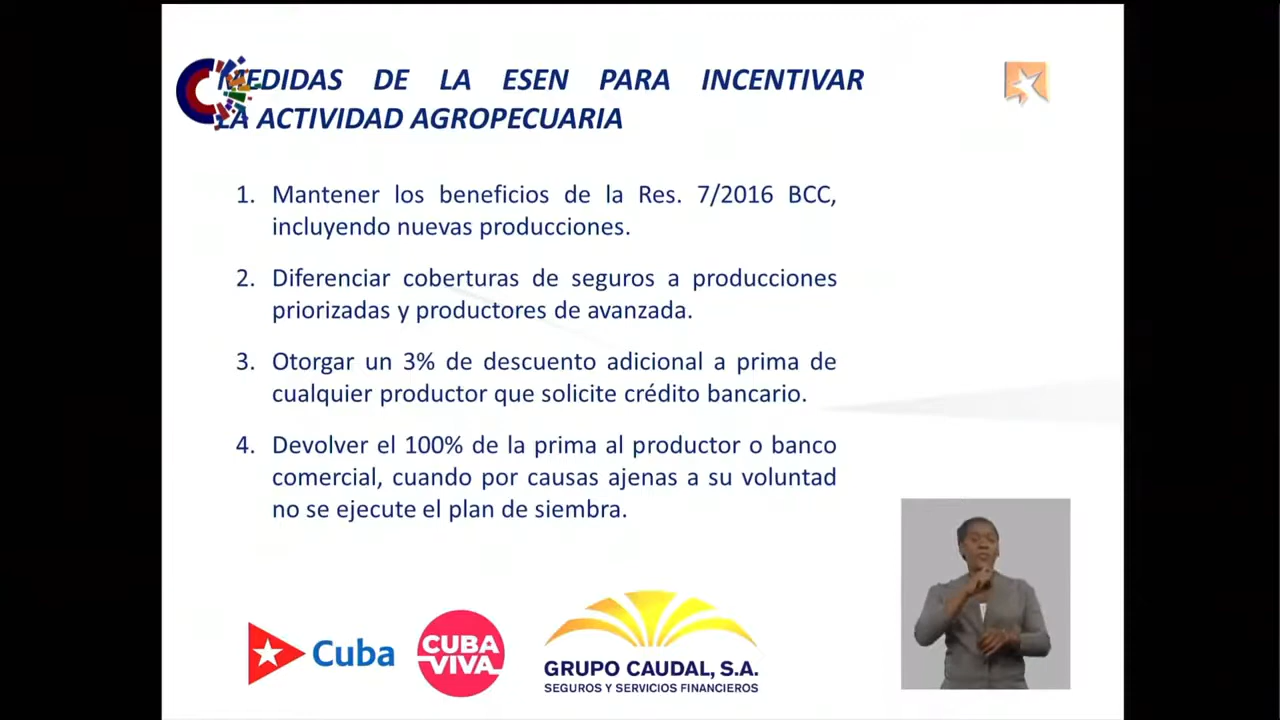 MEDIDAS DE LA ESEN PARA INCENTIVAR
LA ACTIVIDAD AGROPECUARIA
1. Mantener los beneficios de la Res. 7/2016 BCC,
incluyendo nuevas producciones.
2. Diferenciar coberturas de seguros a producciones
priorizadas y productores de avanzada.
3. Otorgar un 3% de descuento adicional a prima de
cualquier productor que solicite crédito bancario.
4. Devolver el 100% de la prima al productor o banco
comercial, cuando por causas ajenas a su voluntad
no se ejecute el plan de siembra.
Cuba
CUBA
VIVA
GRUPO CAUDAL, S.A.
SEGUROS Y SERVICIOS FINANCIEROS